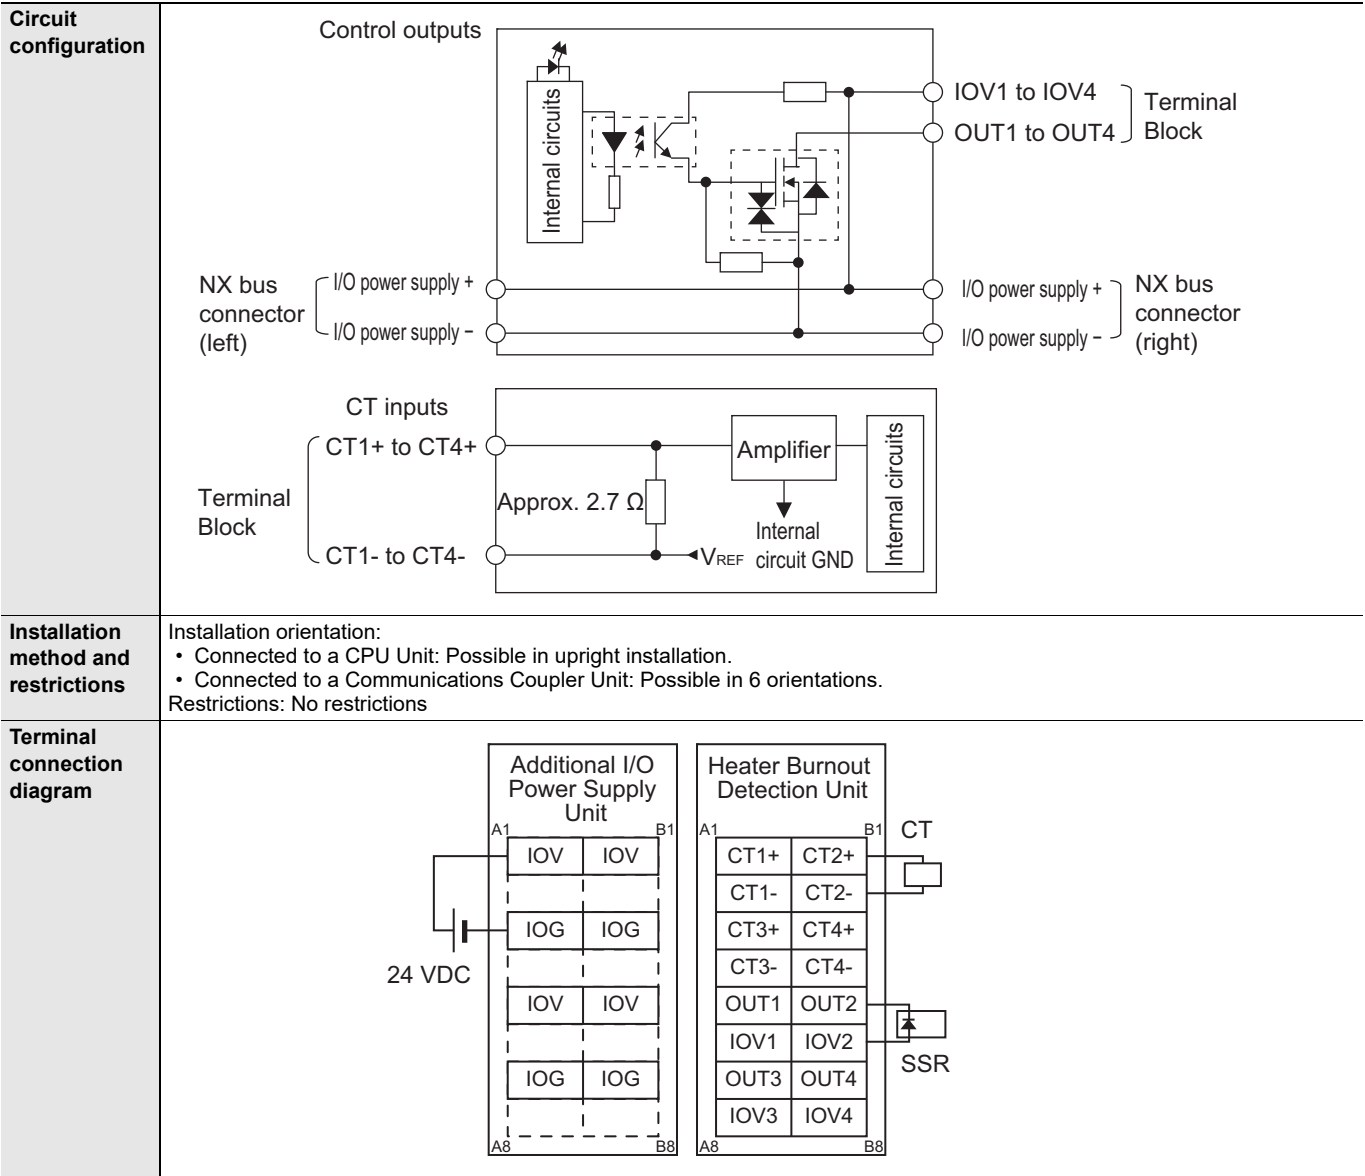 Circuit
configuration
Control outputs
Internal circuits
IOV1 to IOV4
OUT1 to OUT4
Terminal
Block
NX bus
connector
(left)
I/O power supply +
I/O power supply −
I/O power supply +
I/O power supply −
NX bus
connector
(right)
CT inputs
CT1+ to CT4+
Terminal
Block
CT1- to CT4-
Approx. 2.7 Ω
Amplifier
Internal
circuit GND
VREF
Internal circuits
Installation
method and
restrictions
Installation orientation:
• Connected to a CPU Unit: Possible in upright installation.
• Connected to a Communications Coupler Unit: Possible in 6 orientations.
Restrictions: No restrictions
Terminal
connection
diagram
Additional I/O
Power Supply
Unit
A1 B1
IOV IOV
IOG IOG
IOV IOV
IOG IOG
A8 B8
24 VDC
Heater Burnout
Detection Unit
A1 B1
CT1+ CT2+
CT1- CT2-
CT3+ CT4+
CT3- CT4-
OUT1 OUT2
IOV1 IOV2
OUT3 OUT4
IOV3 IOV4
A8 B8
CT
SSR